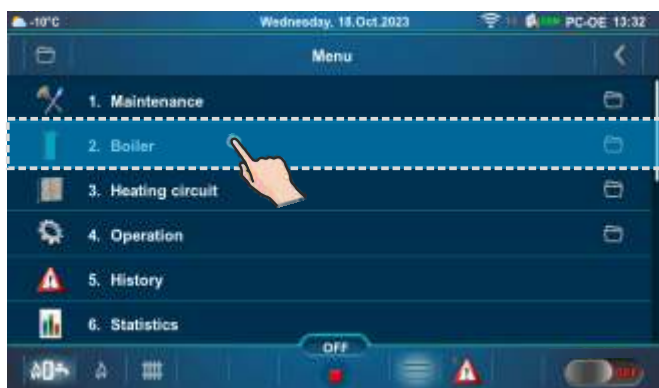 -10°C Wednesday, 18.Oct.2023 PC-OE 13:32
Menu
1. Maintenance
2. Boiler
3. Heating circuit
4. Operation
5. History
6. Statistics
OFF
OFF